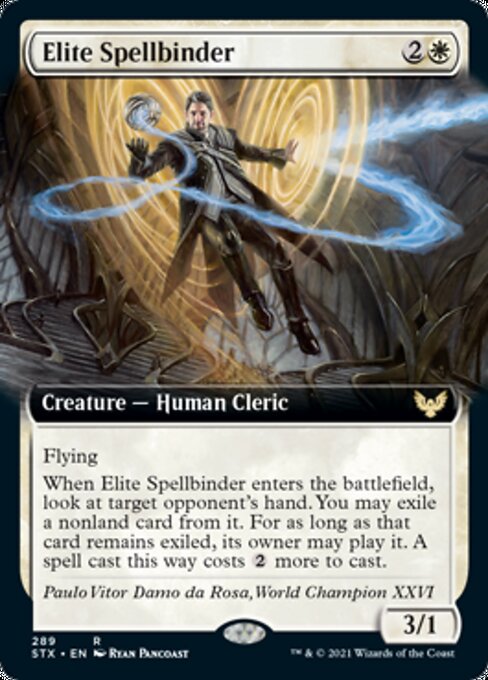 Elite Spellbinder 2
Creature — Human Cleric
Flying
When Elite Spellbinder enters the battlefield,
look at target opponent's hand. You may exile
a nonland card from it. For as long as that
card remains exiled, its owner may play it. A
spell cast this way costs 2 more to cast.
Paulo Vitor Damo da Rosa, World Champion XXVI
3/1
289 R
STX • EN Ryan Pancoast
™ & © 2021 Wizards of the Coast